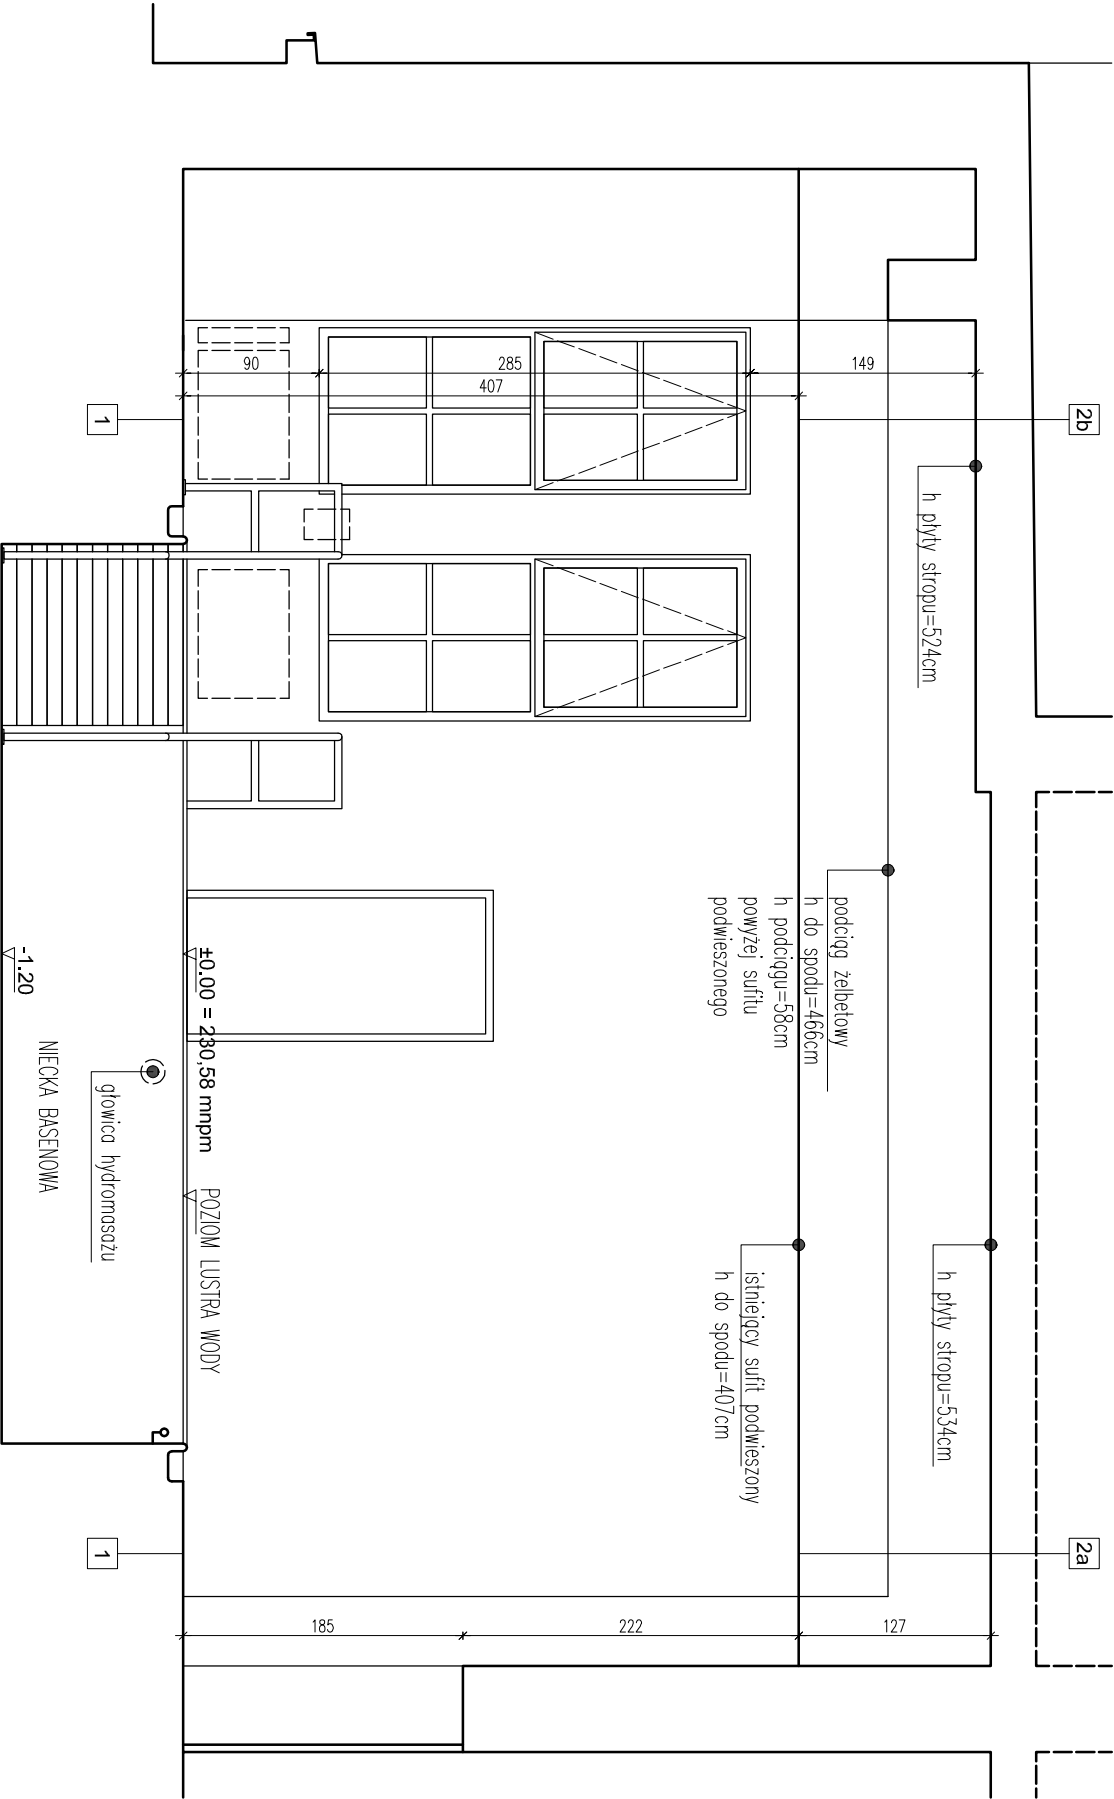 2b
2a
h płyty stropu=524cm
h płyty stropu=534cm
149
127
podciąg żelbetowy
h do spodu=466cm
h podciągu=58cm
powyżej sufitu
podwieszonego
istniejący sufit podwieszony
h do spodu=407cm
285
407
222
90
185
±0.00 = 230,58 mnpm
POZIOM LUSTRA WODY
1
1
głowica hydromasażu
NIECKA BASENOWA
-1.20